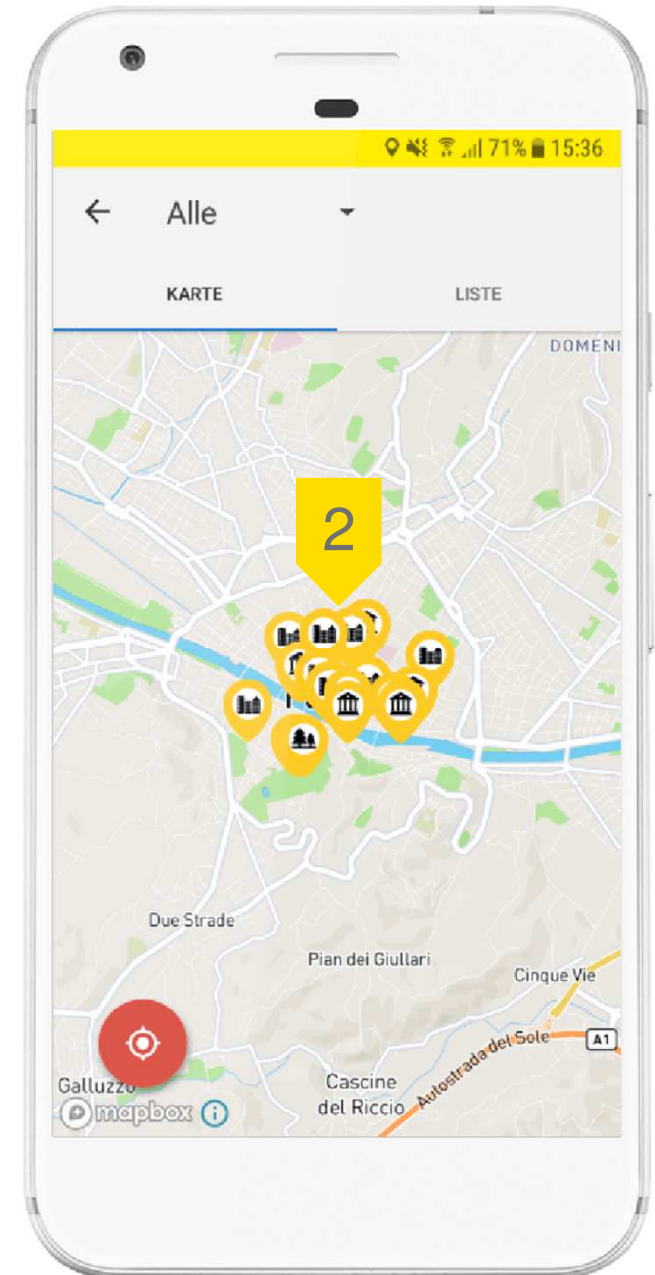 71% 15:36
Alle
KARTE LISTE
DOMENI
2
Due Strade
Pian dei Giullari
Cinque Vie
Autostrada del Sole
A1
Galluzzo
Cascine
del Riccio
mapbox